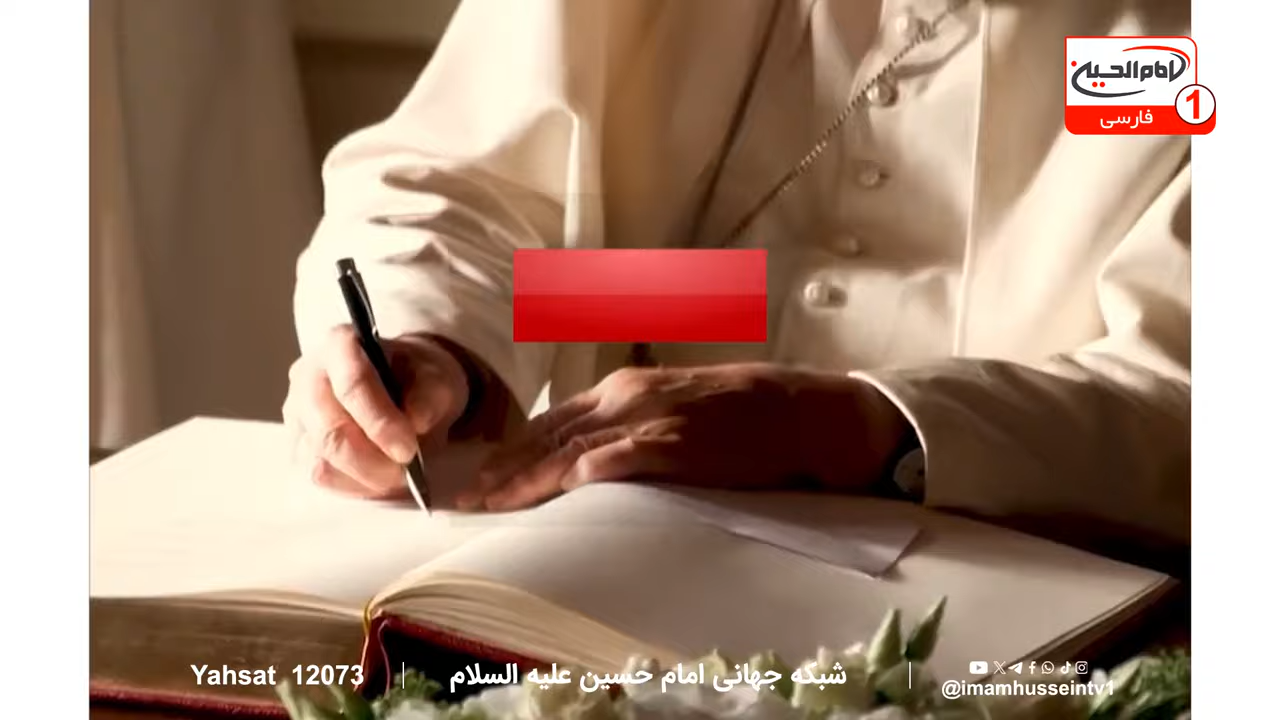 امام الحسین
فارسی
1
Yahsat 12073
شبکه جهانی امام حسین علیه السلام
@imamhusseintv1